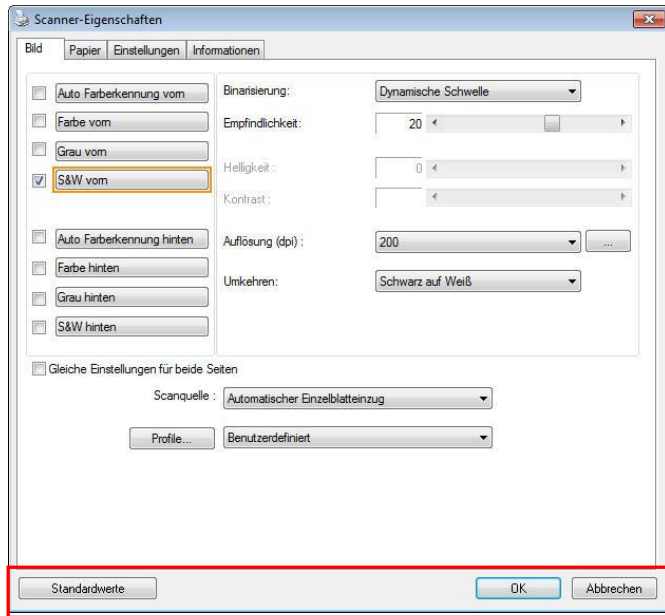 Scanner-Eigenschaften
Bild Papier Einstellungen Informationen
Auto Farberkennung vorn
Farbe vorn
Grau vorn
S&W vorn
Auto Farberkennung hinten
Farbe hinten
Grau hinten
S&W hinten
Binarisierung: Dynamische Schwelle
Empfindlichkeit: 20
Helligkeit : 0
Kontrast :
Auflösung (dpi) : 200 ...
Umkehren: Schwarz auf Weiß
Gleiche Einstellungen für beide Seiten
Scanquelle : Automatischer Einzelblatteinzug
Profile... Benutzerdefiniert
Standardwerte OK Abbrechen